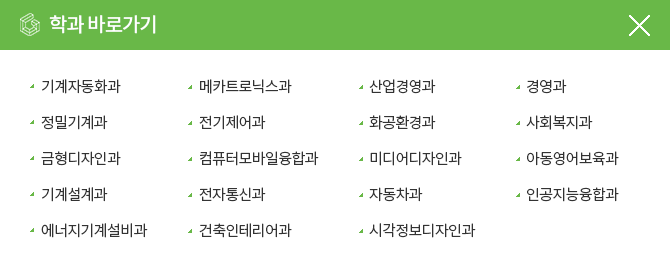 학과 바로가기
기계자동화과 메카트로닉스과 산업경영과 경영과
정밀기계과 전기제어과 화공환경과 사회복지과
금형디자인과 컴퓨터모바일융합과 미디어디자인과 아동영어보육과
기계설계과 전자통신과 자동차과 인공지능융합과
에너지기계설비과 건축인테리어과 시각정보디자인과